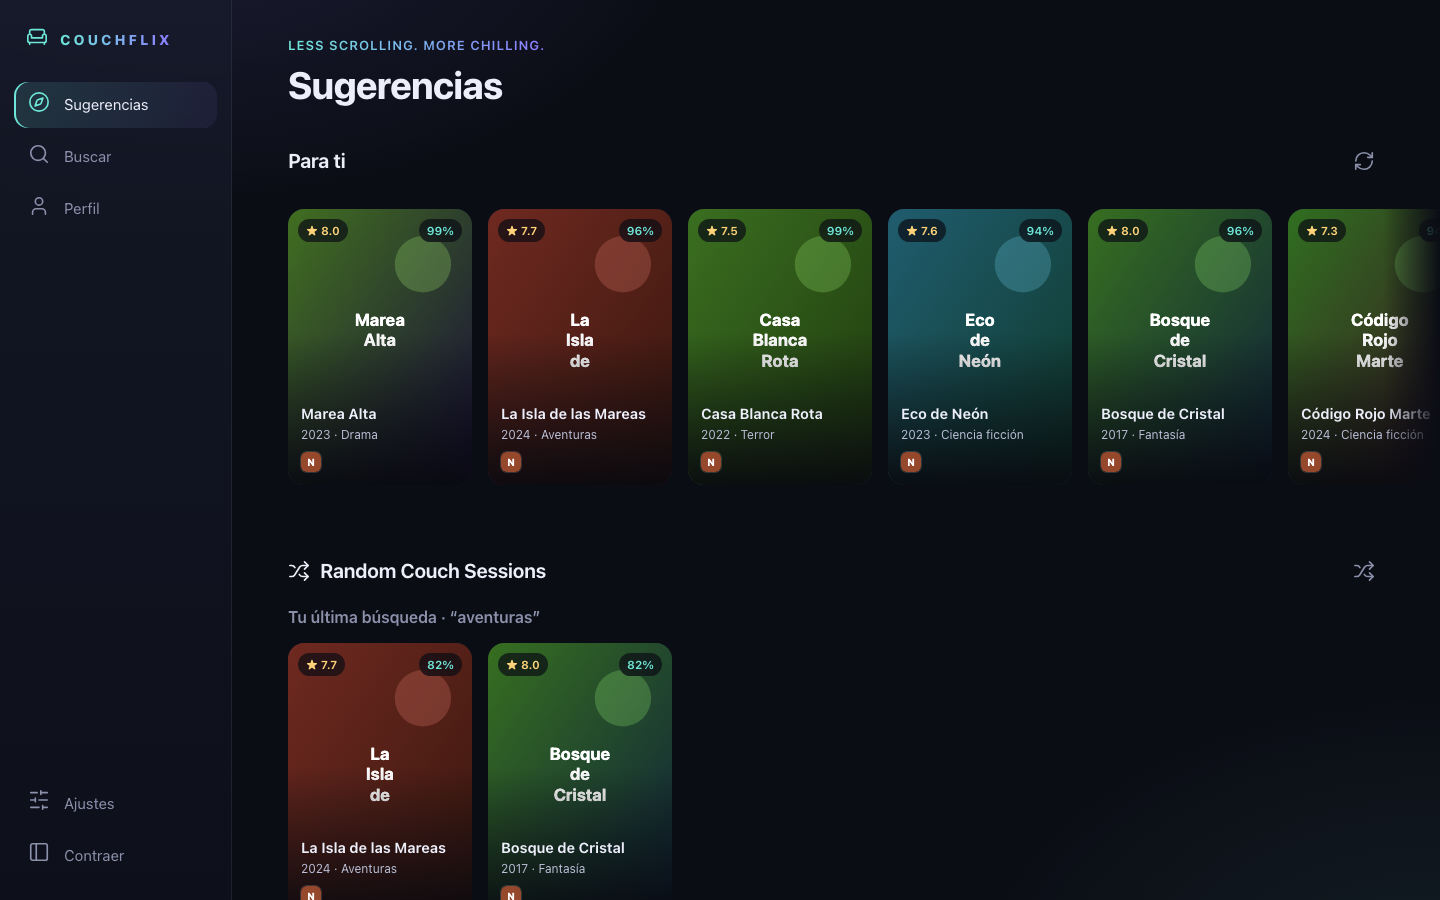 COUCHFLIX
Sugerencias
Buscar
Perfil
Ajustes
Contraer
LESS SCROLLING. MORE CHILLING.
Sugerencias
Para ti
8.0
99%
Marea
Alta
Marea Alta
2023 · Drama
N
7.7
96%
La
Isla
de
La Isla de las Mareas
2024 · Aventuras
N
7.5
99%
Casa
Blanca
Rota
Casa Blanca Rota
2022 · Terror
N
7.6
94%
Eco
de
Neón
Eco de Neón
2023 · Ciencia ficción
N
8.0
96%
Bosque
de
Cristal
Bosque de Cristal
2017 · Fantasía
N
7.3
Código
Rojo
Marte
Código Rojo Marte
2024 · Ciencia ficción
N
Random Couch Sessions
Tu última búsqueda · “aventuras”
7.7
82%
La
Isla
de
La Isla de las Mareas
2024 · Aventuras
N
8.0
82%
Bosque
de
Cristal
Bosque de Cristal
2017 · Fantasía
N